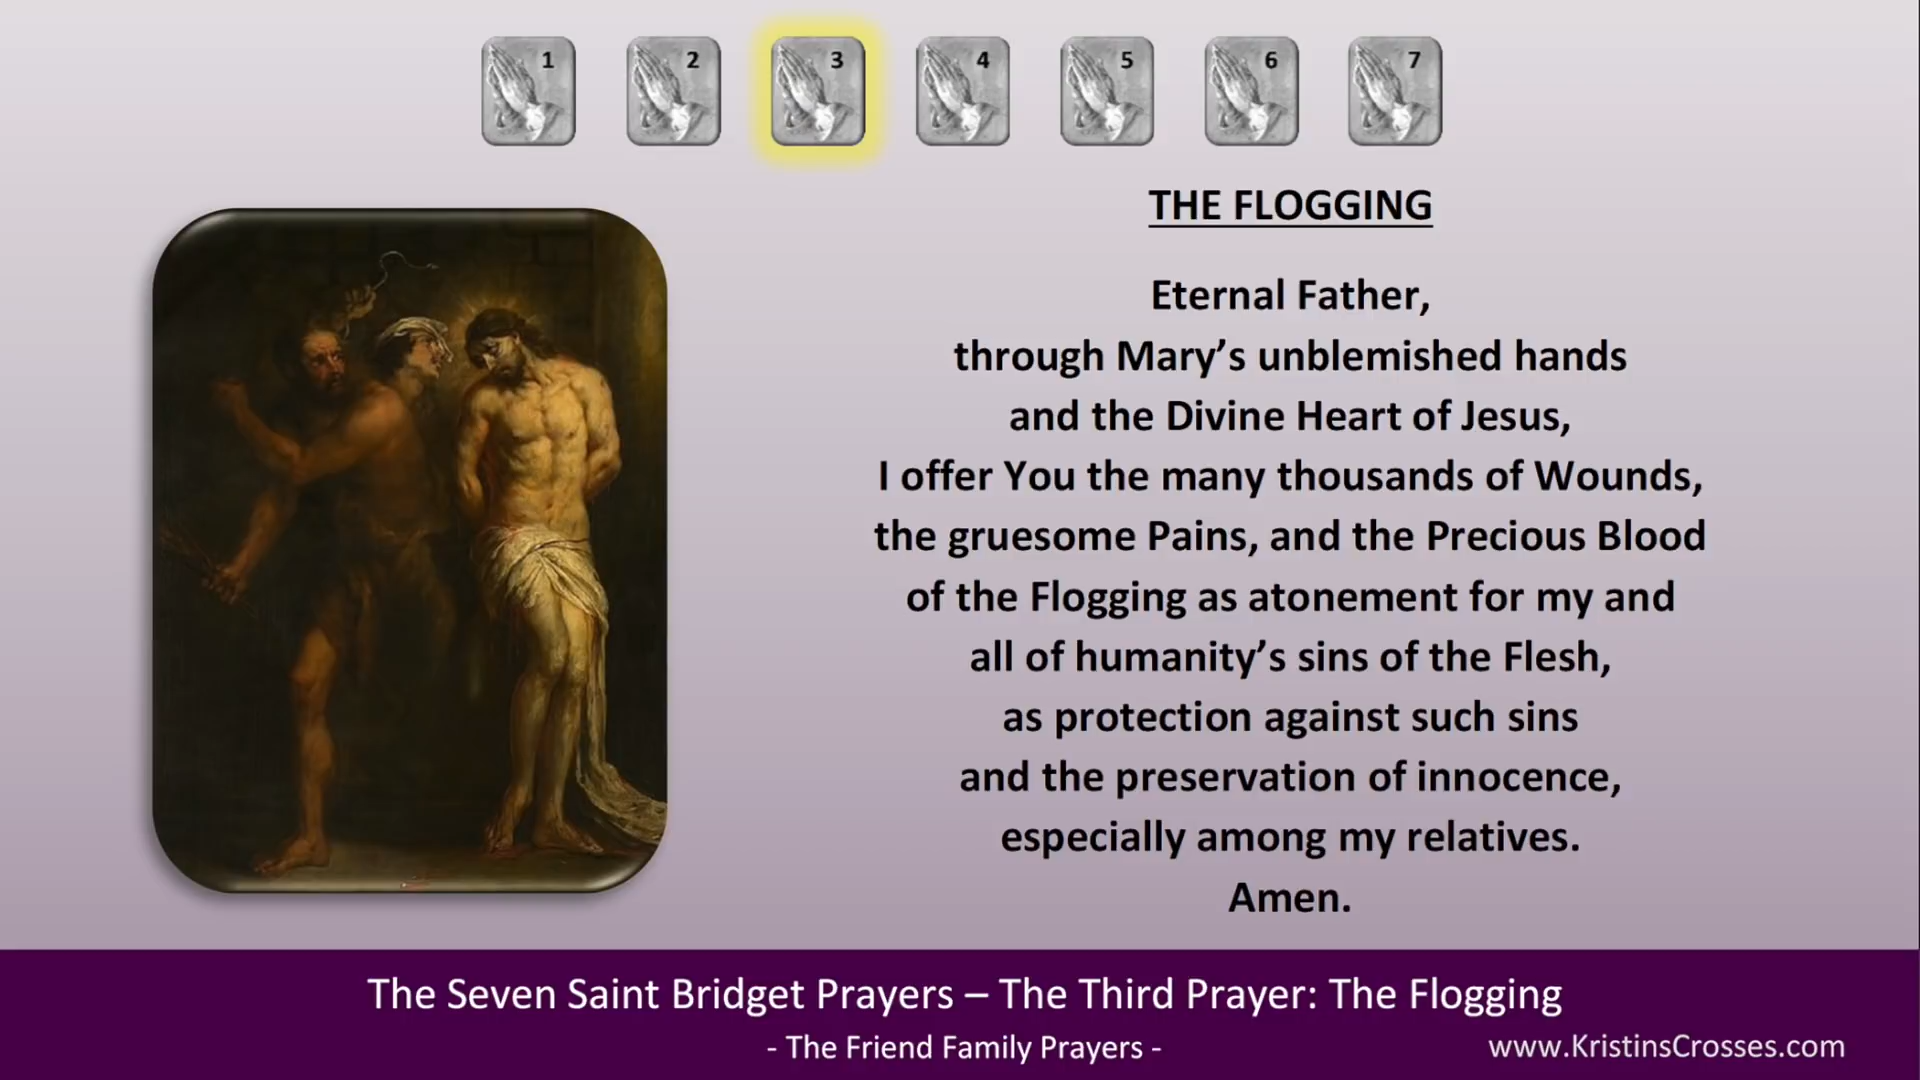 1 2 3 4 5 6 7
THE FLOGGING
Eternal Father,
through Mary’s unblemished hands
and the Divine Heart of Jesus,
I offer You the many thousands of Wounds,
the gruesome Pains, and the Precious Blood
of the Flogging as atonement for my and
all of humanity’s sins of the Flesh,
as protection against such sins
and the preservation of innocence,
especially among my relatives.
Amen.
The Seven Saint Bridget Prayers – The Third Prayer: The Flogging
- The Friend Family Prayers -
www.KristinsCrosses.com